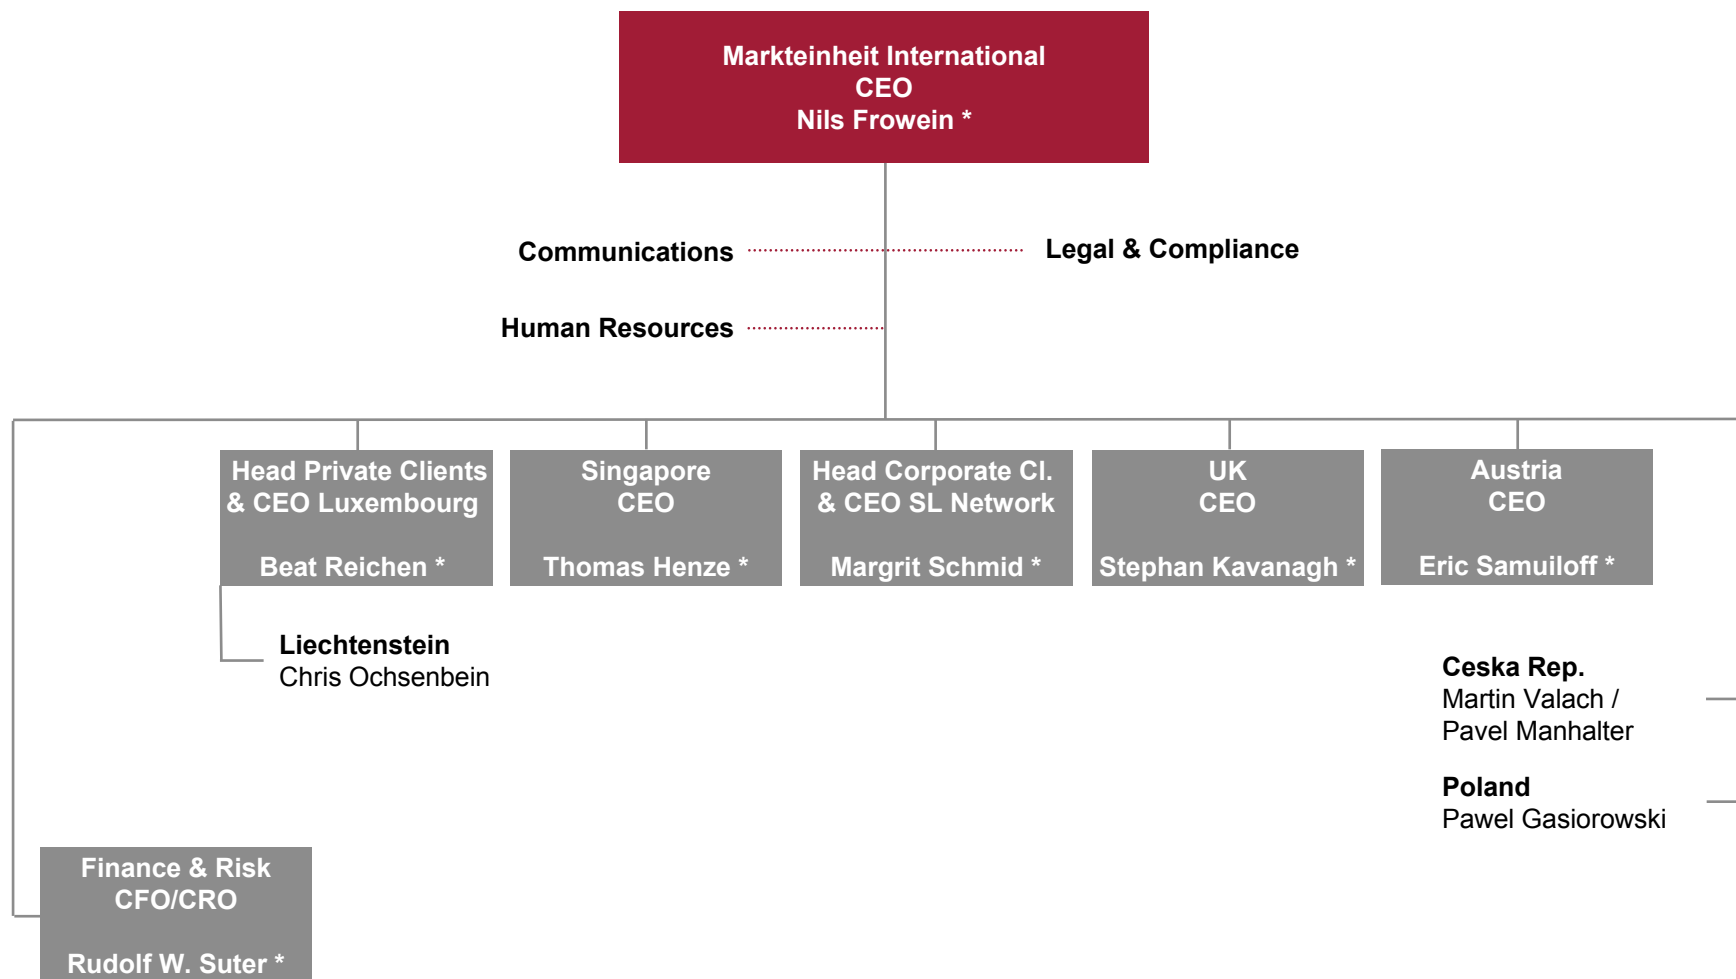 Markteinheit International
CEO
Nils Frowein *
Communications
Legal & Compliance
Human Resources
Head Private Clients
& CEO Luxembourg
Beat Reichen *
Singapore
CEO
Thomas Henze *
Head Corporate Cl.
& CEO SL Network
Margrit Schmid *
UK
CEO
Stephan Kavanagh *
Austria
CEO
Eric Samuiloff *
Liechtenstein
Chris Ochsenbein
Ceska Rep.
Martin Valach /
Pavel Manhalter
Poland
Pawel Gasiorowski
Finance & Risk
CFO/CRO
Rudolf W. Suter *